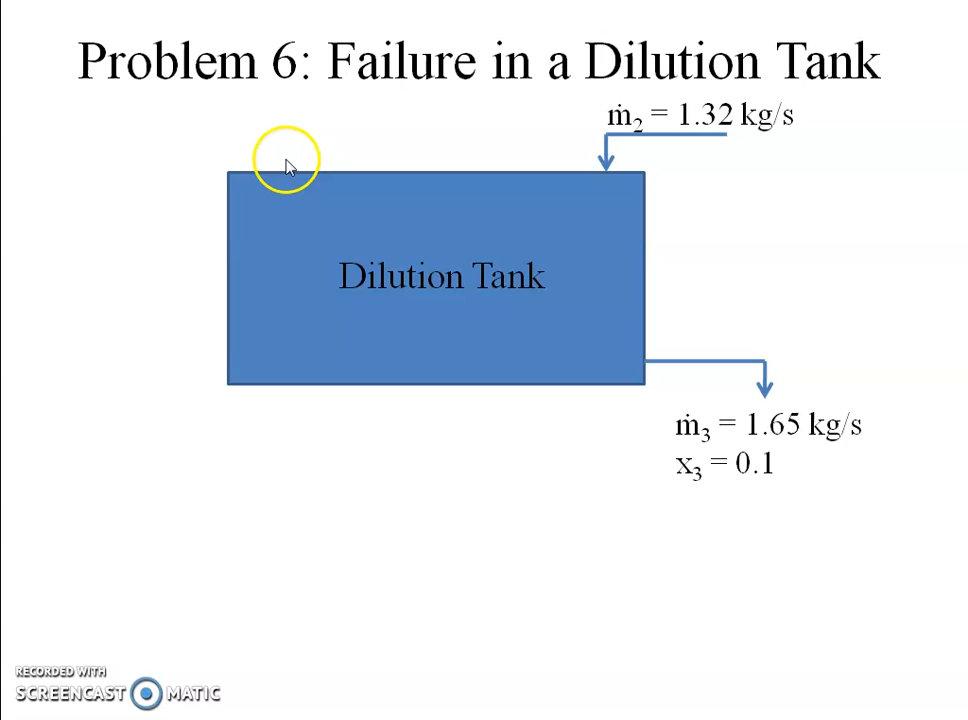 Problem 6: Failure in a Dilution Tank
ṁ₂ = 1.32 kg/s
Dilution Tank
ṁ₃ = 1.65 kg/s
x₃ = 0.1
RECORDED WITH
SCREENCAST MATIC